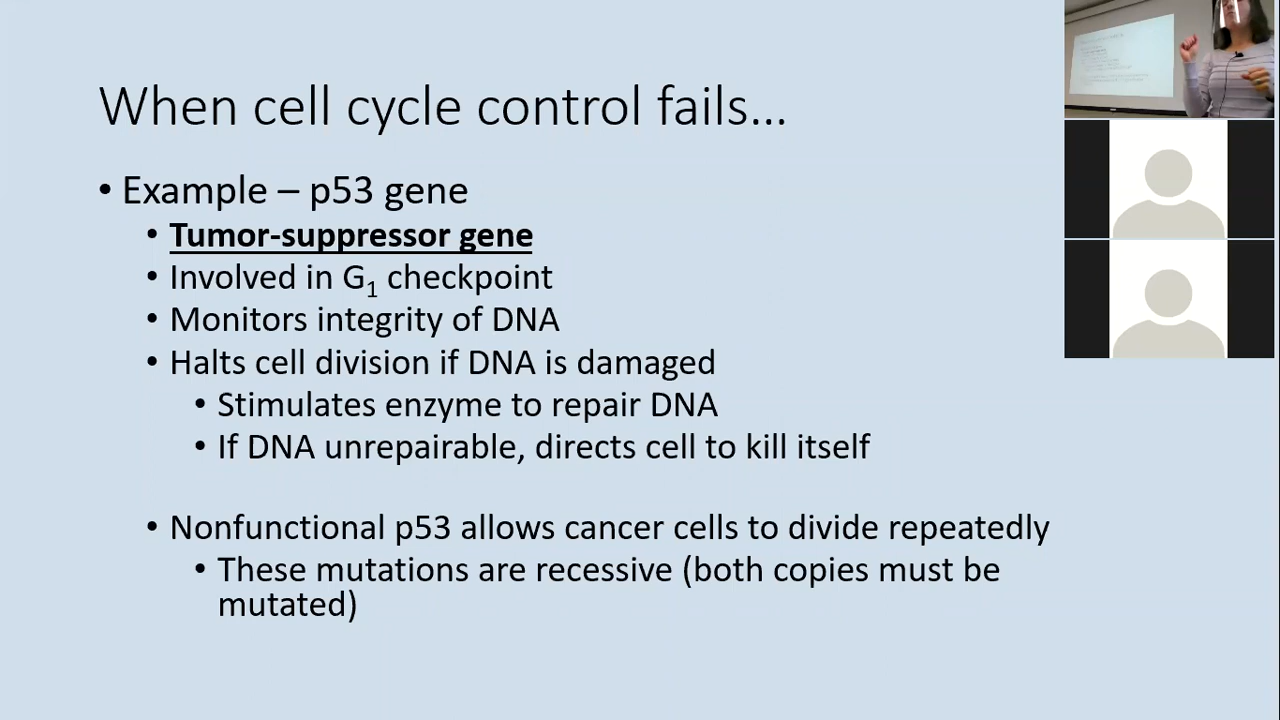 When cell cycle control fails…
• Example – p53 gene
• Tumor-suppressor gene
• Involved in G₁ checkpoint
• Monitors integrity of DNA
• Halts cell division if DNA is damaged
• Stimulates enzyme to repair DNA
• If DNA unrepairable, directs cell to kill itself
• Nonfunctional p53 allows cancer cells to divide repeatedly
• These mutations are recessive (both copies must be
mutated)